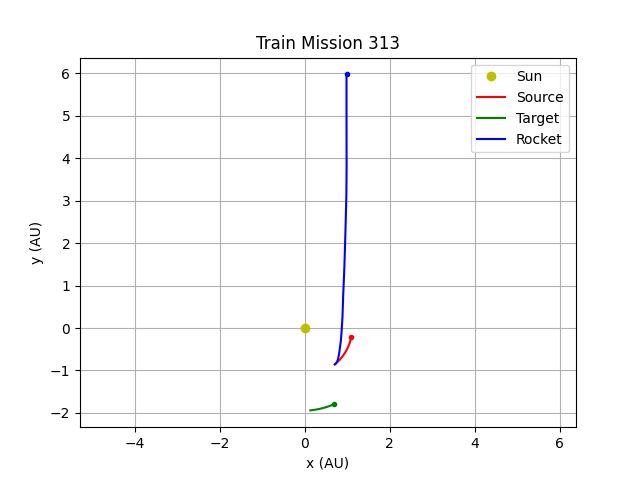 Train Mission 313
Sun
Source
Target
Rocket
6
5
4
3
2
1
0
−1
−2
y (AU)
−4
−2
0
2
4
6
x (AU)